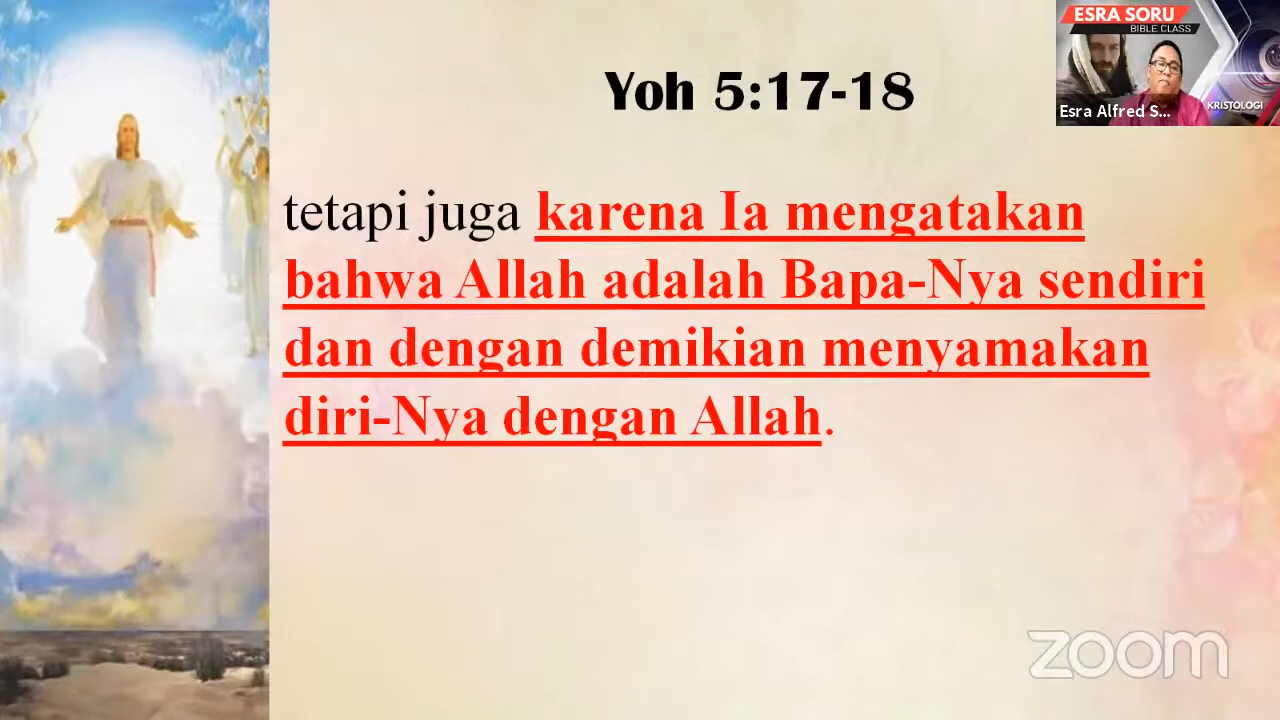 ESRA SORU
BIBLE CLASS
KRISTOLOGI
Esra Alfred S...
Yoh 5:17-18
tetapi juga karena Ia mengatakan
bahwa Allah adalah Bapa-Nya sendiri
dan dengan demikian menyamakan
diri-Nya dengan Allah.
zoom